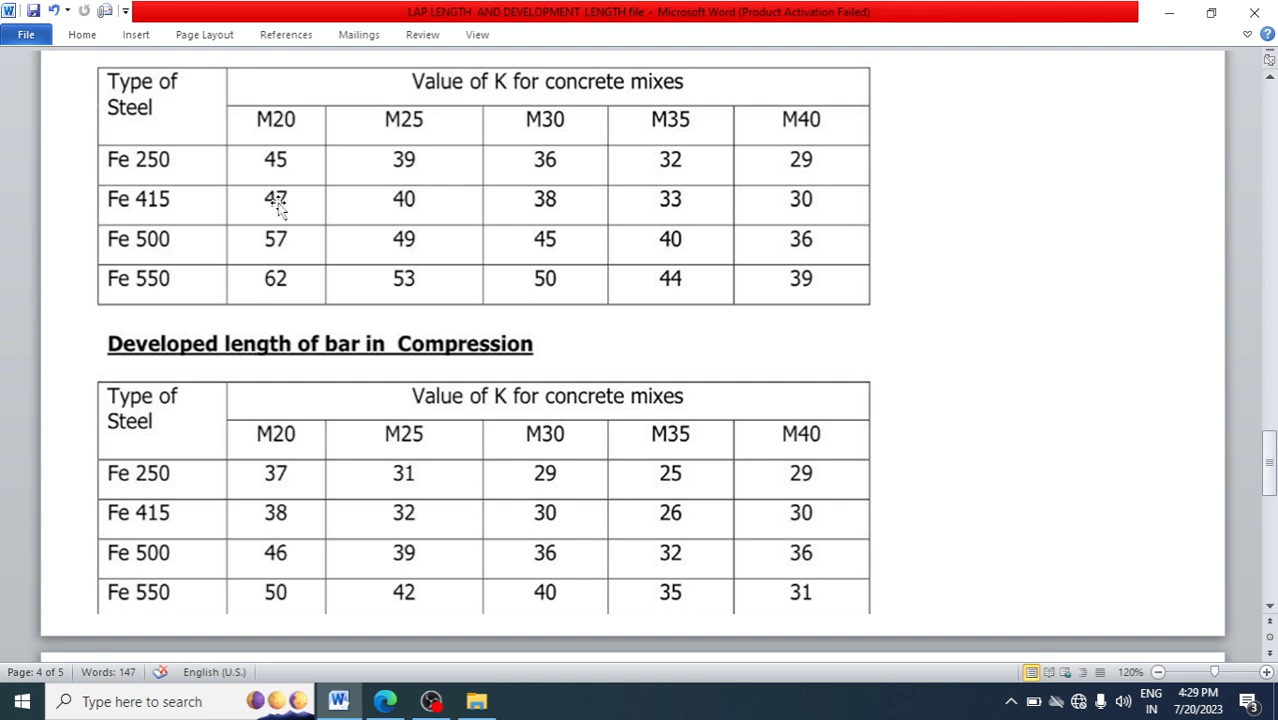 LAP LENGTH AND DEVELOPMENT LENGTH file - Microsoft Word (Product Activation Failed)
File Home Insert Page Layout References Mailings Review View
Type of Steel Value of K for concrete mixes
M20 M25 M30 M35 M40
Fe 250 45 39 36 32 29
Fe 415 47 40 38 33 30
Fe 500 57 49 45 40 36
Fe 550 62 53 50 44 39
Developed length of bar in Compression
Type of Steel Value of K for concrete mixes
M20 M25 M30 M35 M40
Fe 250 37 31 29 25 29
Fe 415 38 32 30 26 30
Fe 500 46 39 36 32 36
Fe 550 50 42 40 35 31
Page: 4 of 5 Words: 147 English (U.S.) 120%
Type here to search ENG 4:29 PM
IN 7/20/2023 3